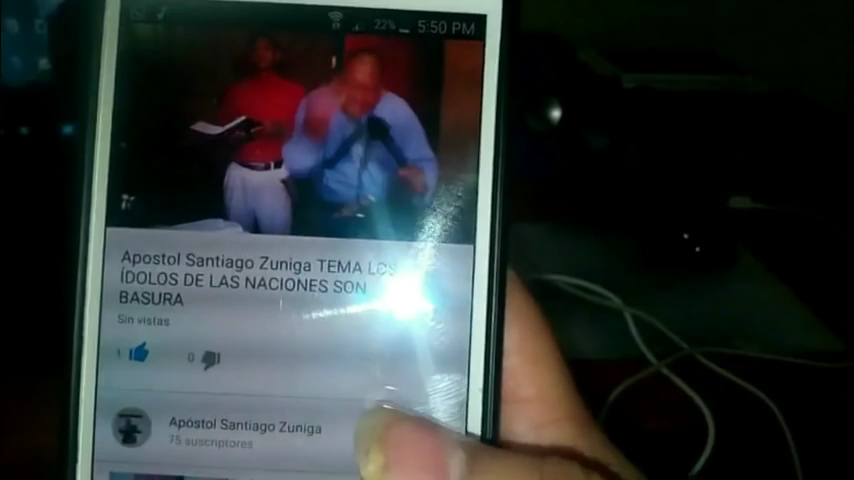 22% 5:50 PM
Apostol Santiago Zuniga TEMA LOS
ÍDOLOS DE LAS NACIONES SON
BASURA
Sin vistas
1 0
Apóstol Santiago Zuniga
75 suscriptores